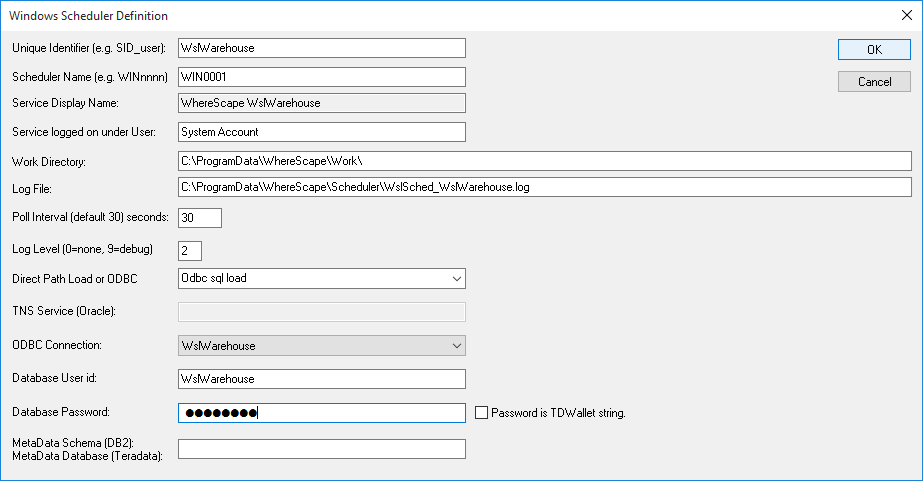 Windows Scheduler Definition
Unique Identifier (e.g. SID_user): WslWarehouse
OK
Scheduler Name (e.g. WINnnnn) WIN0001
Cancel
Service Display Name: WhereScape WslWarehouse
Service logged on under User: System Account
Work Directory: C:\ProgramData\WhereScape\Work\
Log File: C:\ProgramData\WhereScape\Scheduler\WslSched_WslWarehouse.log
Poll Interval (default 30) seconds: 30
Log Level (0=none, 9=debug) 2
Direct Path Load or ODBC Odbc sql load
TNS Service (Oracle):
ODBC Connection: WslWarehouse
Database User id: WslWarehouse
Database Password: ●●●●●●●● Password is TDWallet string.
MetaData Schema (DB2):
MetaData Database (Teradata):